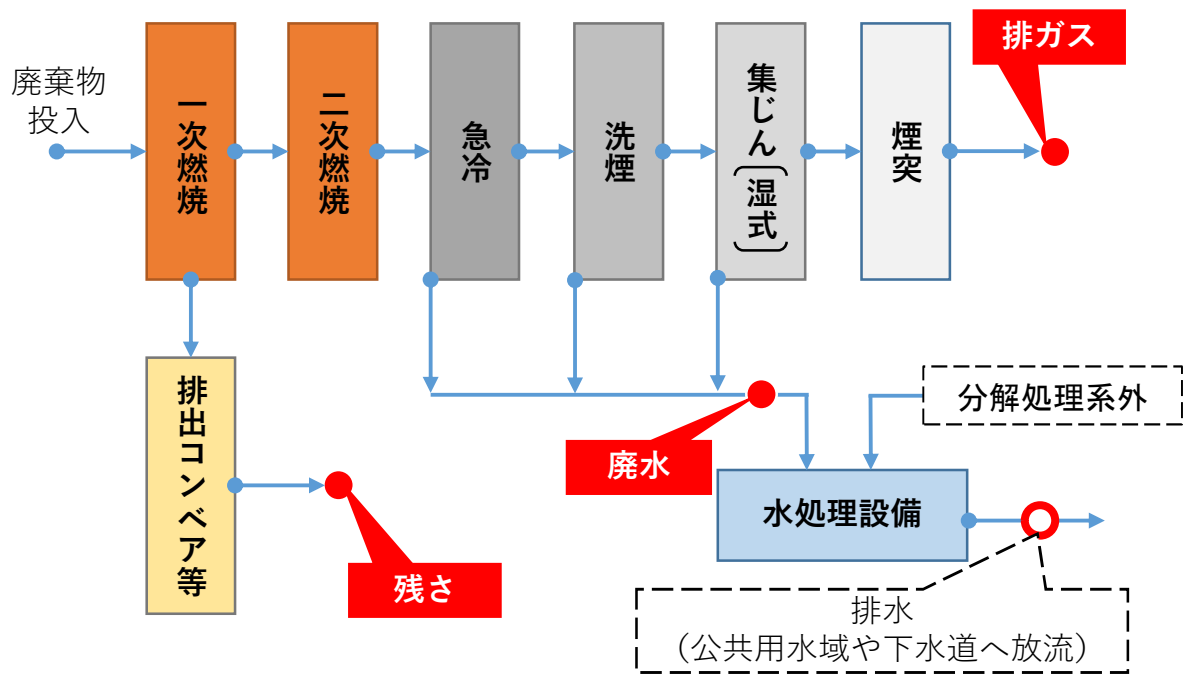 排ガス
廃棄物
投入
一次燃焼
二次燃焼
急冷
洗煙
集じん（湿式）
煙突
分解処理系外
廃水
水処理設備
排出コンベア等
残さ
排水
（公共用水域や下水道へ放流）